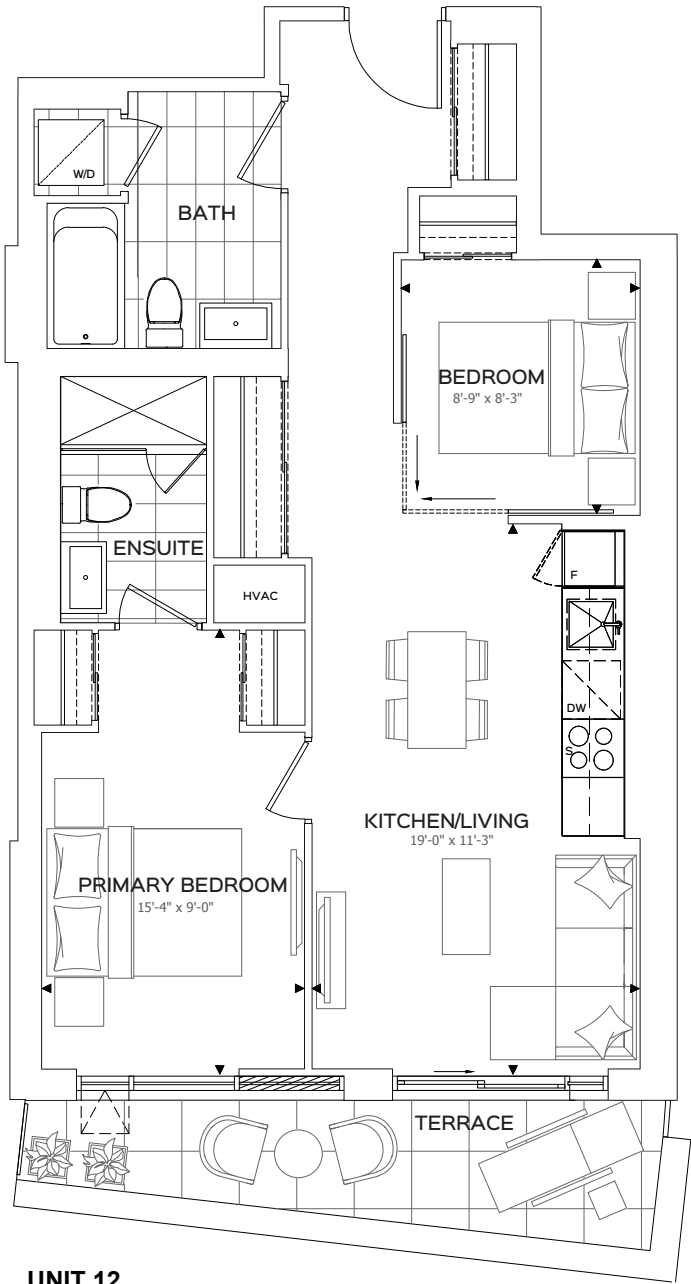 W/D
BATH
BEDROOM
8'-9" x 8'-3"
ENSUITE
HVAC
F
DW
S
KITCHEN/LIVING
19'-0" x 11'-3"
PRIMARY BEDROOM
15'-4" x 9'-0"
TERRACE
UNIT 12